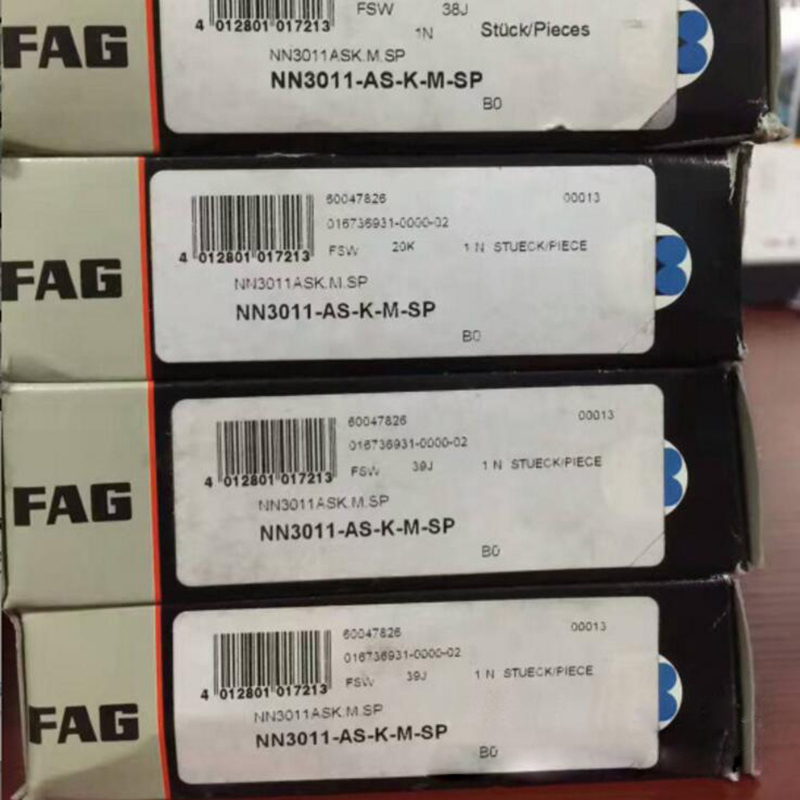 FAG
4 012801 017213
FSW 38J
1N Stück/Pieces
NN3011ASK.M.SP
NN3011-AS-K-M-SP
B0
FAG
60047826 00013
016736931-0000-02
4 012801 017213
FSW 20K 1 N STUECK/PIECE
NN3011ASK.M.SP
NN3011-AS-K-M-SP
B0
FAG
60047826 00013
016736931-0000-02
4 012801 017213
FSW 39J 1 N STUECK/PIECE
NN3011ASK.M.SP
NN3011-AS-K-M-SP
B0
FAG
60047826 00013
016736931-0000-02
4 012801 017213
FSW 39J 1 N STUECK/PIECE
NN3011ASK.M.SP
NN3011-AS-K-M-SP
B0